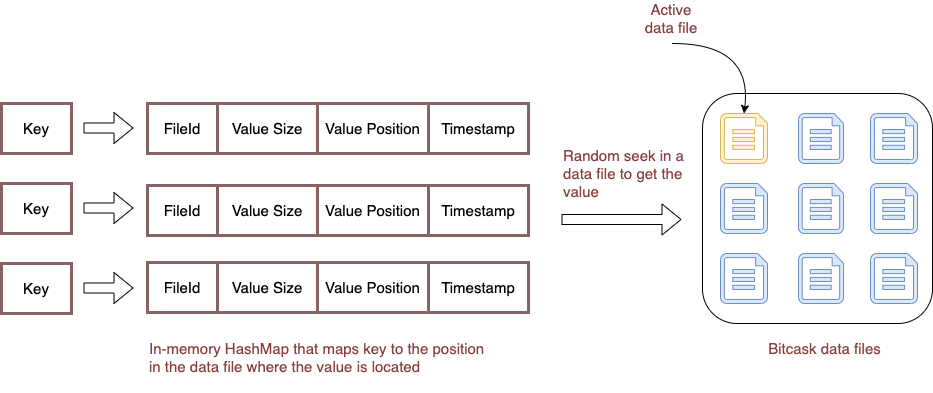 Active
data file
Key
FileId
Value Size
Value Position
Timestamp
Random seek in a
data file to get the
value
Key
FileId
Value Size
Value Position
Timestamp
Key
FileId
Value Size
Value Position
Timestamp
In-memory HashMap that maps key to the position
in the data file where the value is located
Bitcask data files